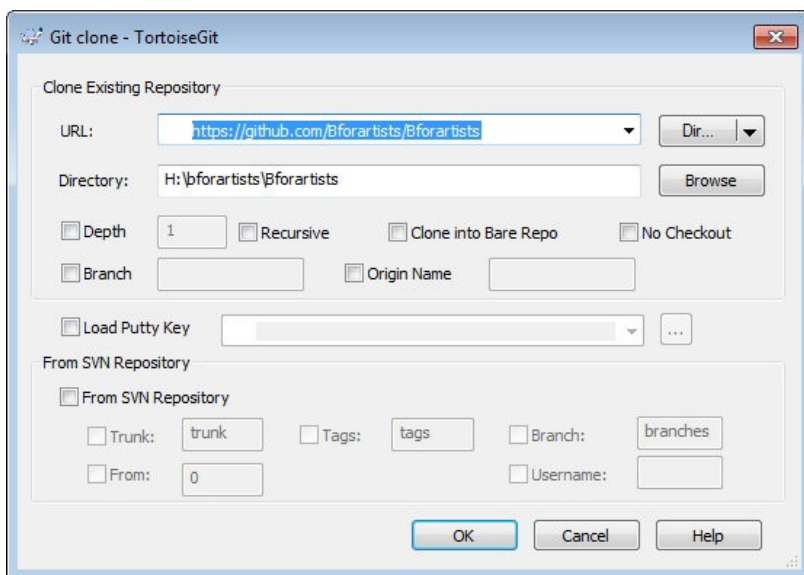 Git clone - TortoiseGit
Clone Existing Repository
URL: https://github.com/Bforartists/Bforartists Dir...
Directory: H:\bforartists\Bforartists Browse
Depth 1 Recursive Clone into Bare Repo No Checkout
Branch Origin Name
Load Putty Key ...
From SVN Repository
From SVN Repository
Trunk: trunk Tags: tags Branch: branches
From: 0 Username:
OK Cancel Help